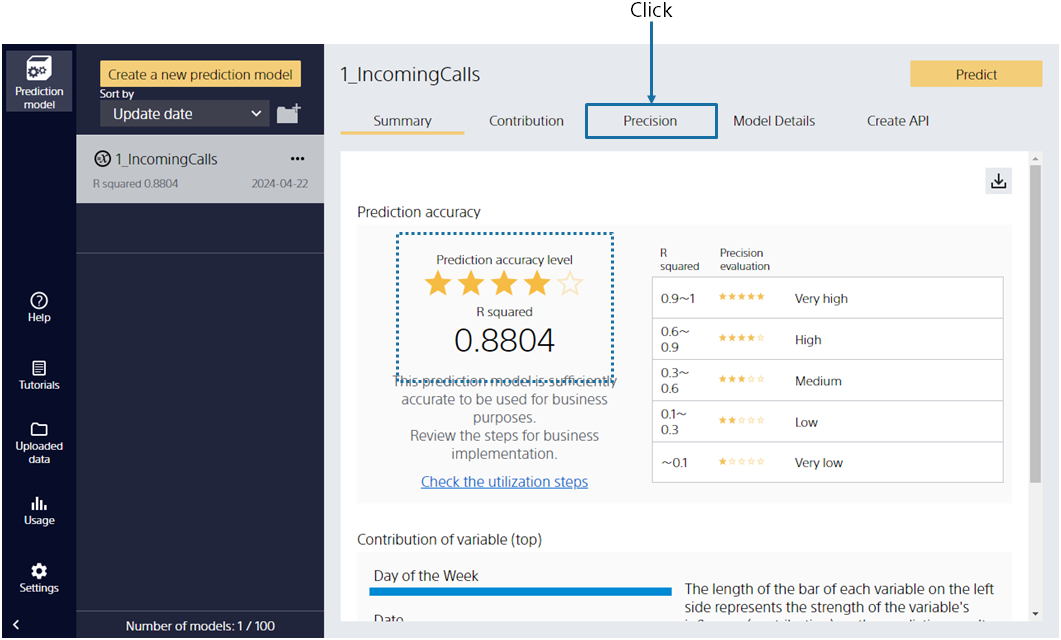 Click
Prediction
model
Help
Tutorials
Uploaded
data
Usage
Settings
Create a new prediction model
Sort by
Update date
1_IncomingCalls
R squared 0.8804 2024-04-22
Number of models: 1 / 100
1_IncomingCalls
Predict
Summary Contribution Precision Model Details Create API
Prediction accuracy
Prediction accuracy level
R squared
0.8804
This prediction model is sufficiently
accurate to be used for business
purposes.
Review the steps for business
implementation.
Check the utilization steps
R
squared
Precision
evaluation
0.9~1 Very high
0.6~
0.9
High
0.3~
0.6
Medium
0.1~
0.3
Low
~0.1 Very low
Contribution of variable (top)
Day of the Week
Date
The length of the bar of each variable on the left
side represents the strength of the variable's